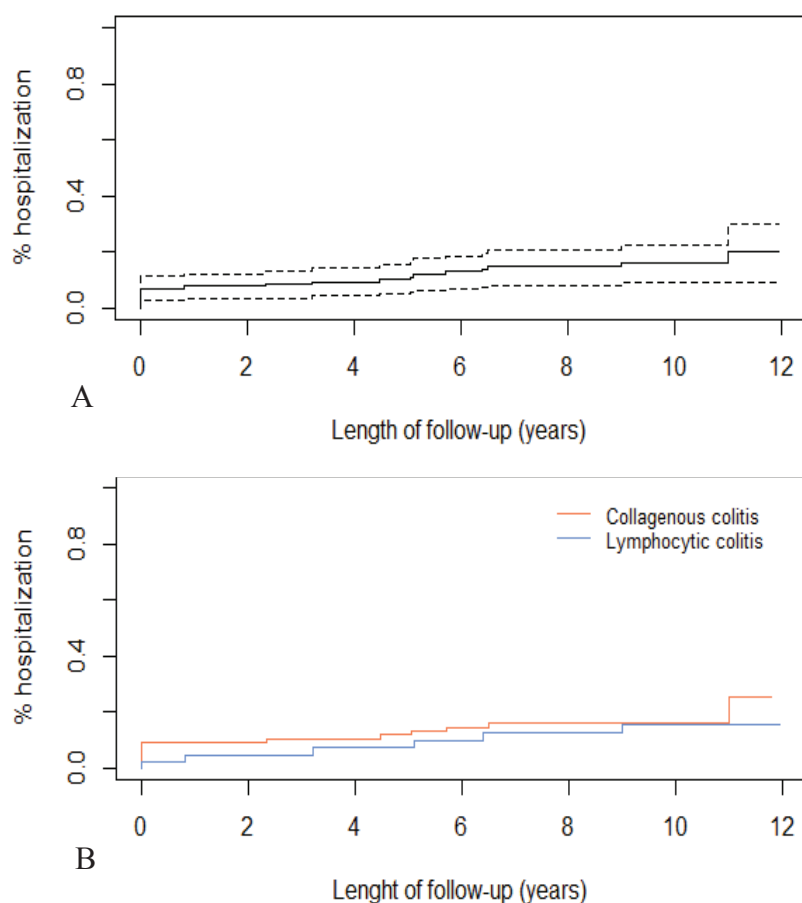 % hospitalization
0.8
0.4
0.0
0 2 4 6 8 10 12
A
Length of follow-up (years)
Collagenous colitis
Lymphocytic colitis
% hospitalization
0.8
0.4
0.0
0 2 4 6 8 10 12
B
Lenght of follow-up (years)